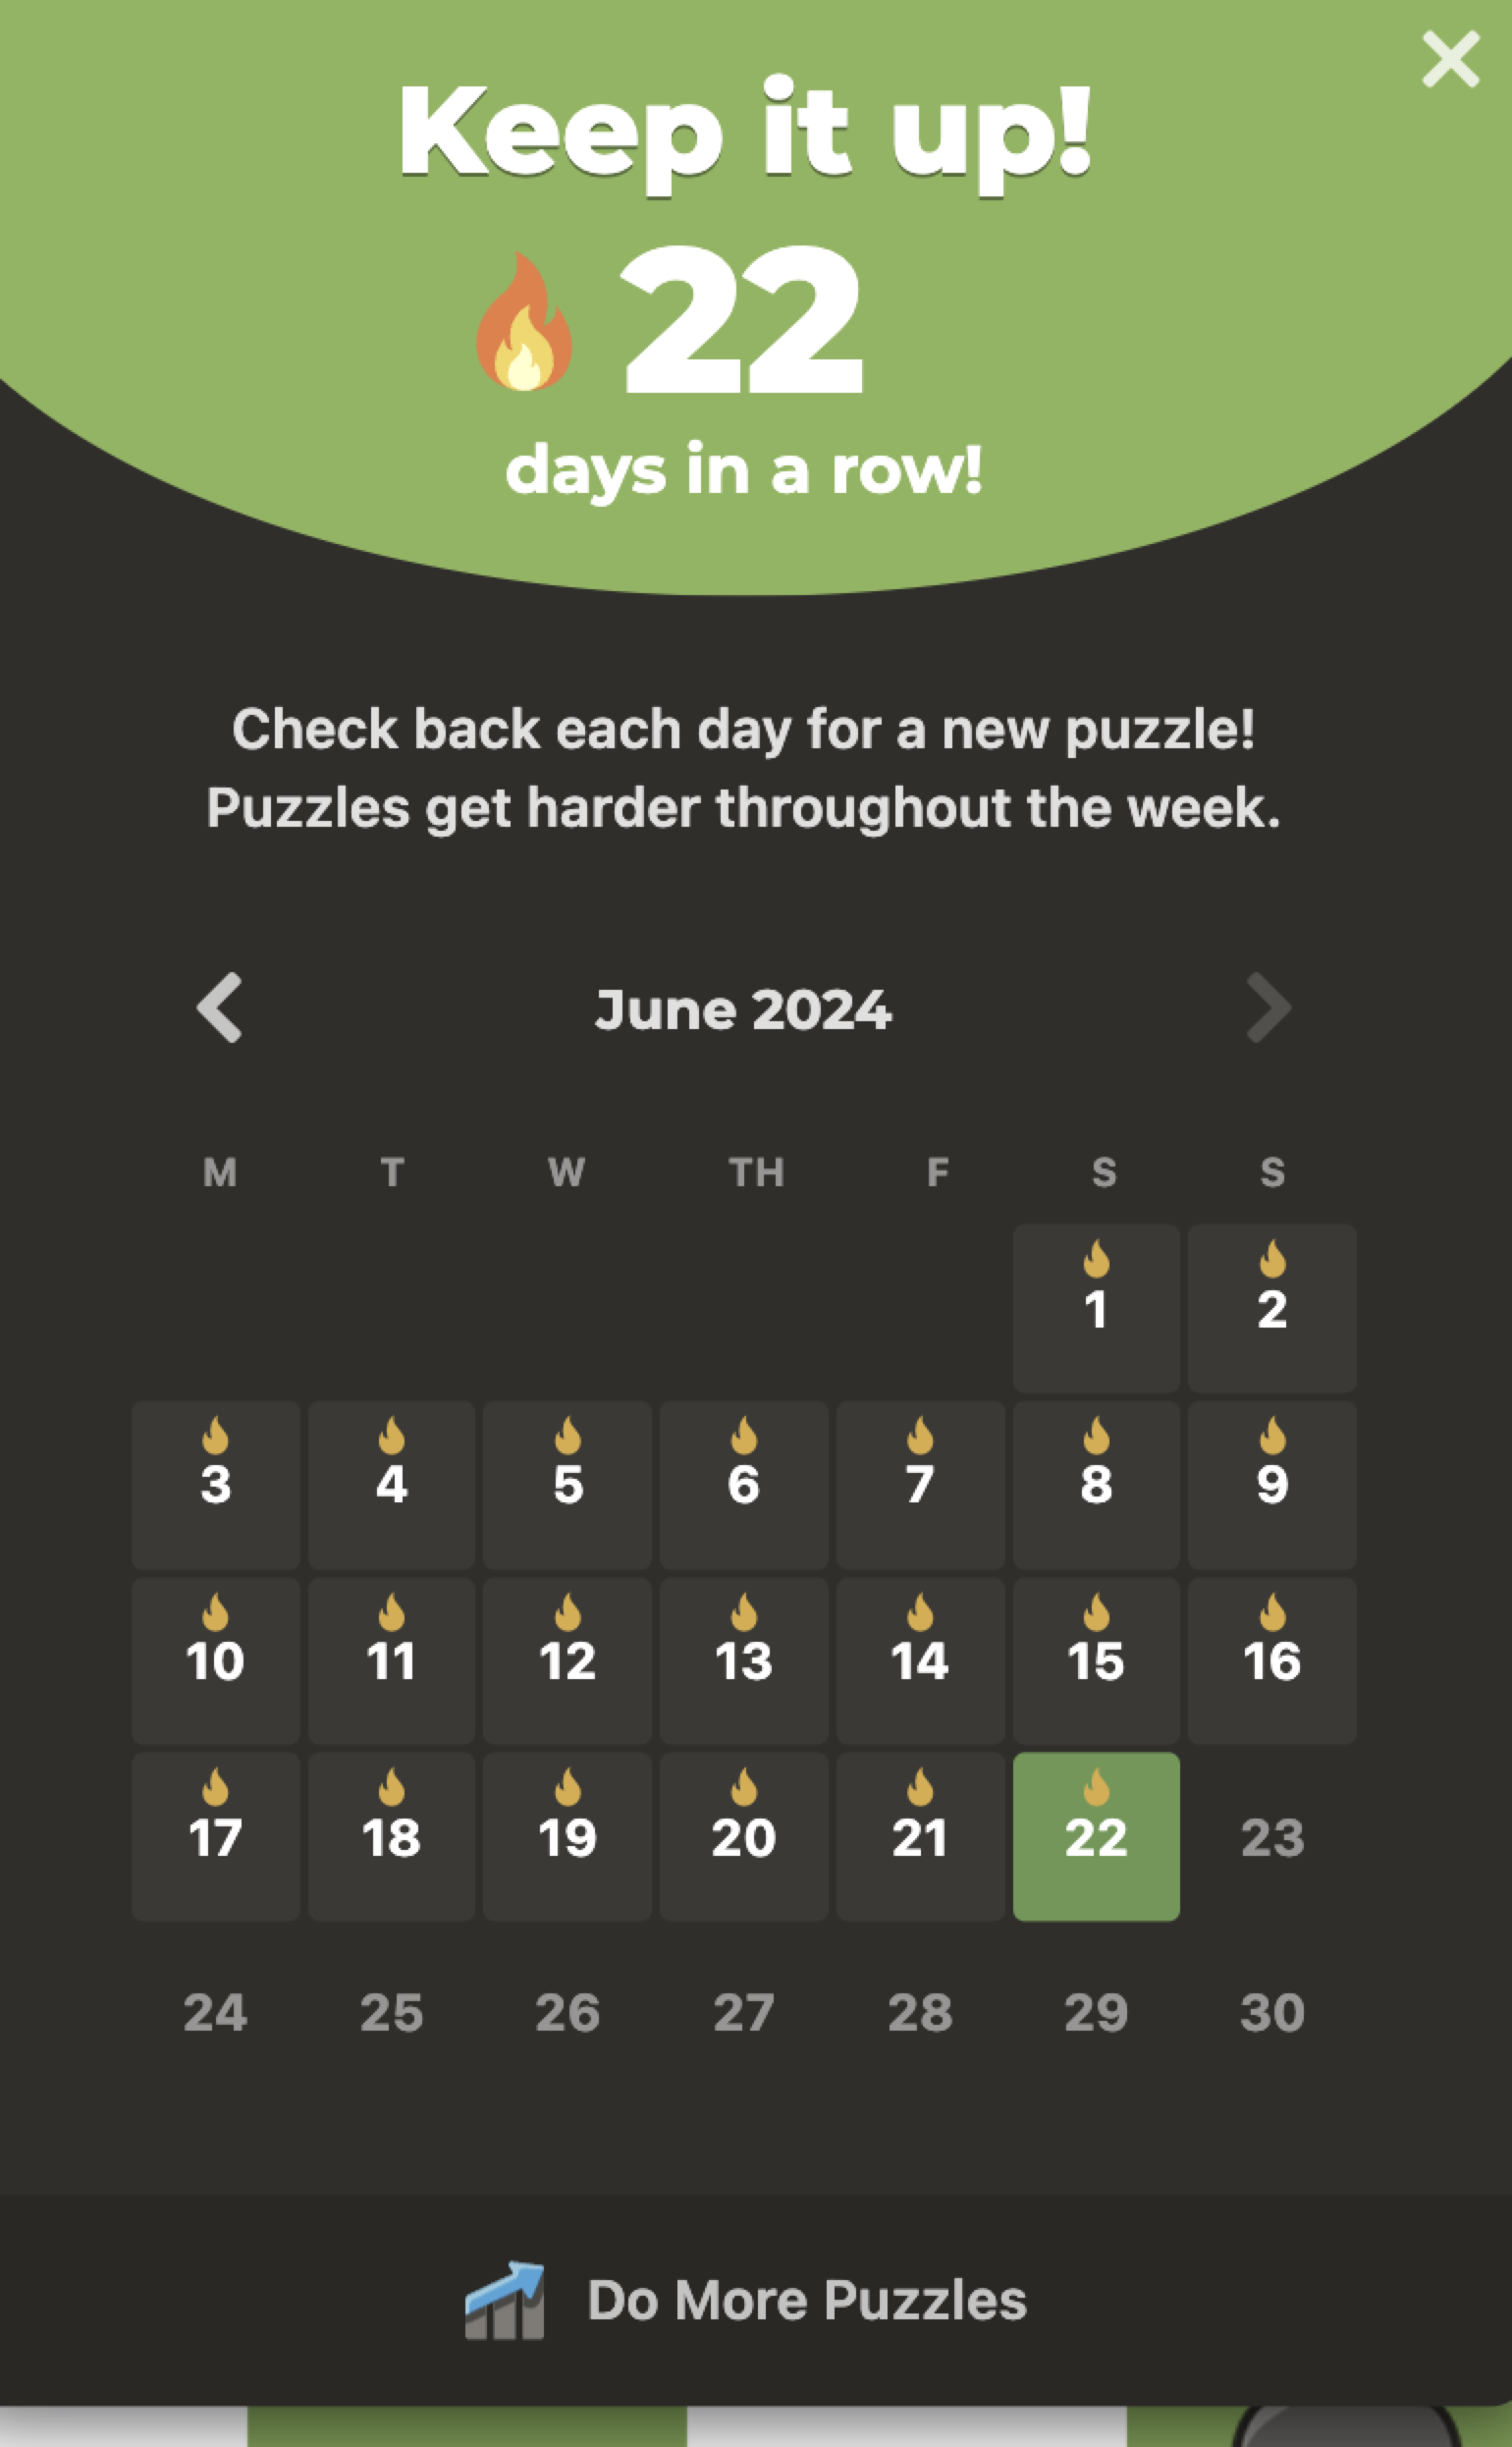 Keep it up!
22
days in a row!
Check back each day for a new puzzle!
Puzzles get harder throughout the week.
June 2024
M T W TH F S S
1 2
3 4 5 6 7 8 9
10 11 12 13 14 15 16
17 18 19 20 21 22 23
24 25 26 27 28 29 30
Do More Puzzles